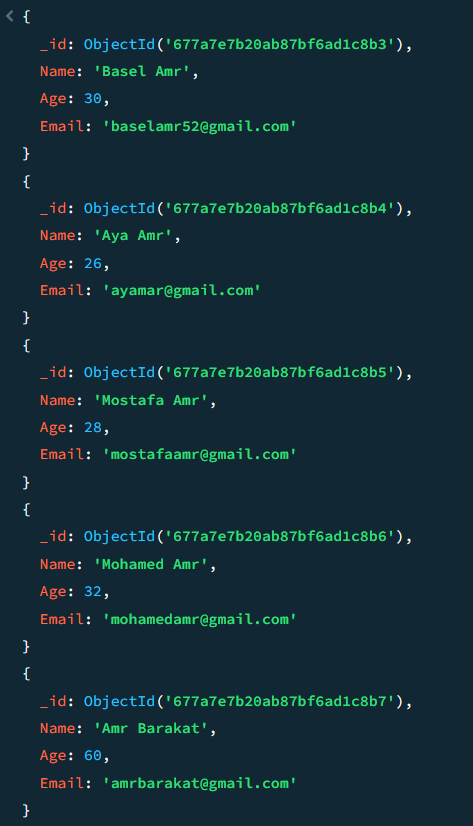 {
_id: ObjectId('677a7e7b20ab87bf6ad1c8b3'),
Name: 'Basel Amr',
Age: 30,
Email: 'baselamr52@gmail.com'
}
{
_id: ObjectId('677a7e7b20ab87bf6ad1c8b4'),
Name: 'Aya Amr',
Age: 26,
Email: 'ayamar@gmail.com'
}
{
_id: ObjectId('677a7e7b20ab87bf6ad1c8b5'),
Name: 'Mostafa Amr',
Age: 28,
Email: 'mostafaamr@gmail.com'
}
{
_id: ObjectId('677a7e7b20ab87bf6ad1c8b6'),
Name: 'Mohamed Amr',
Age: 32,
Email: 'mohamedamr@gmail.com'
}
{
_id: ObjectId('677a7e7b20ab87bf6ad1c8b7'),
Name: 'Amr Barakat',
Age: 60,
Email: 'amrbarakat@gmail.com'
}